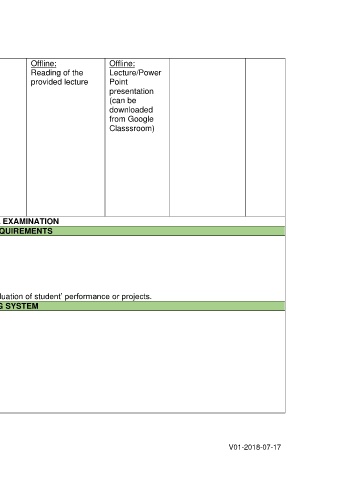 Offline:
Reading of the
provided lecture
Offline:
Lecture/Power
Point
presentation
(can be
downloaded
from Google
Classsroom)
EXAMINATION
QUIREMENTS
luation of student' performance or projects.
G SYSTEM
V01-2018-07-17